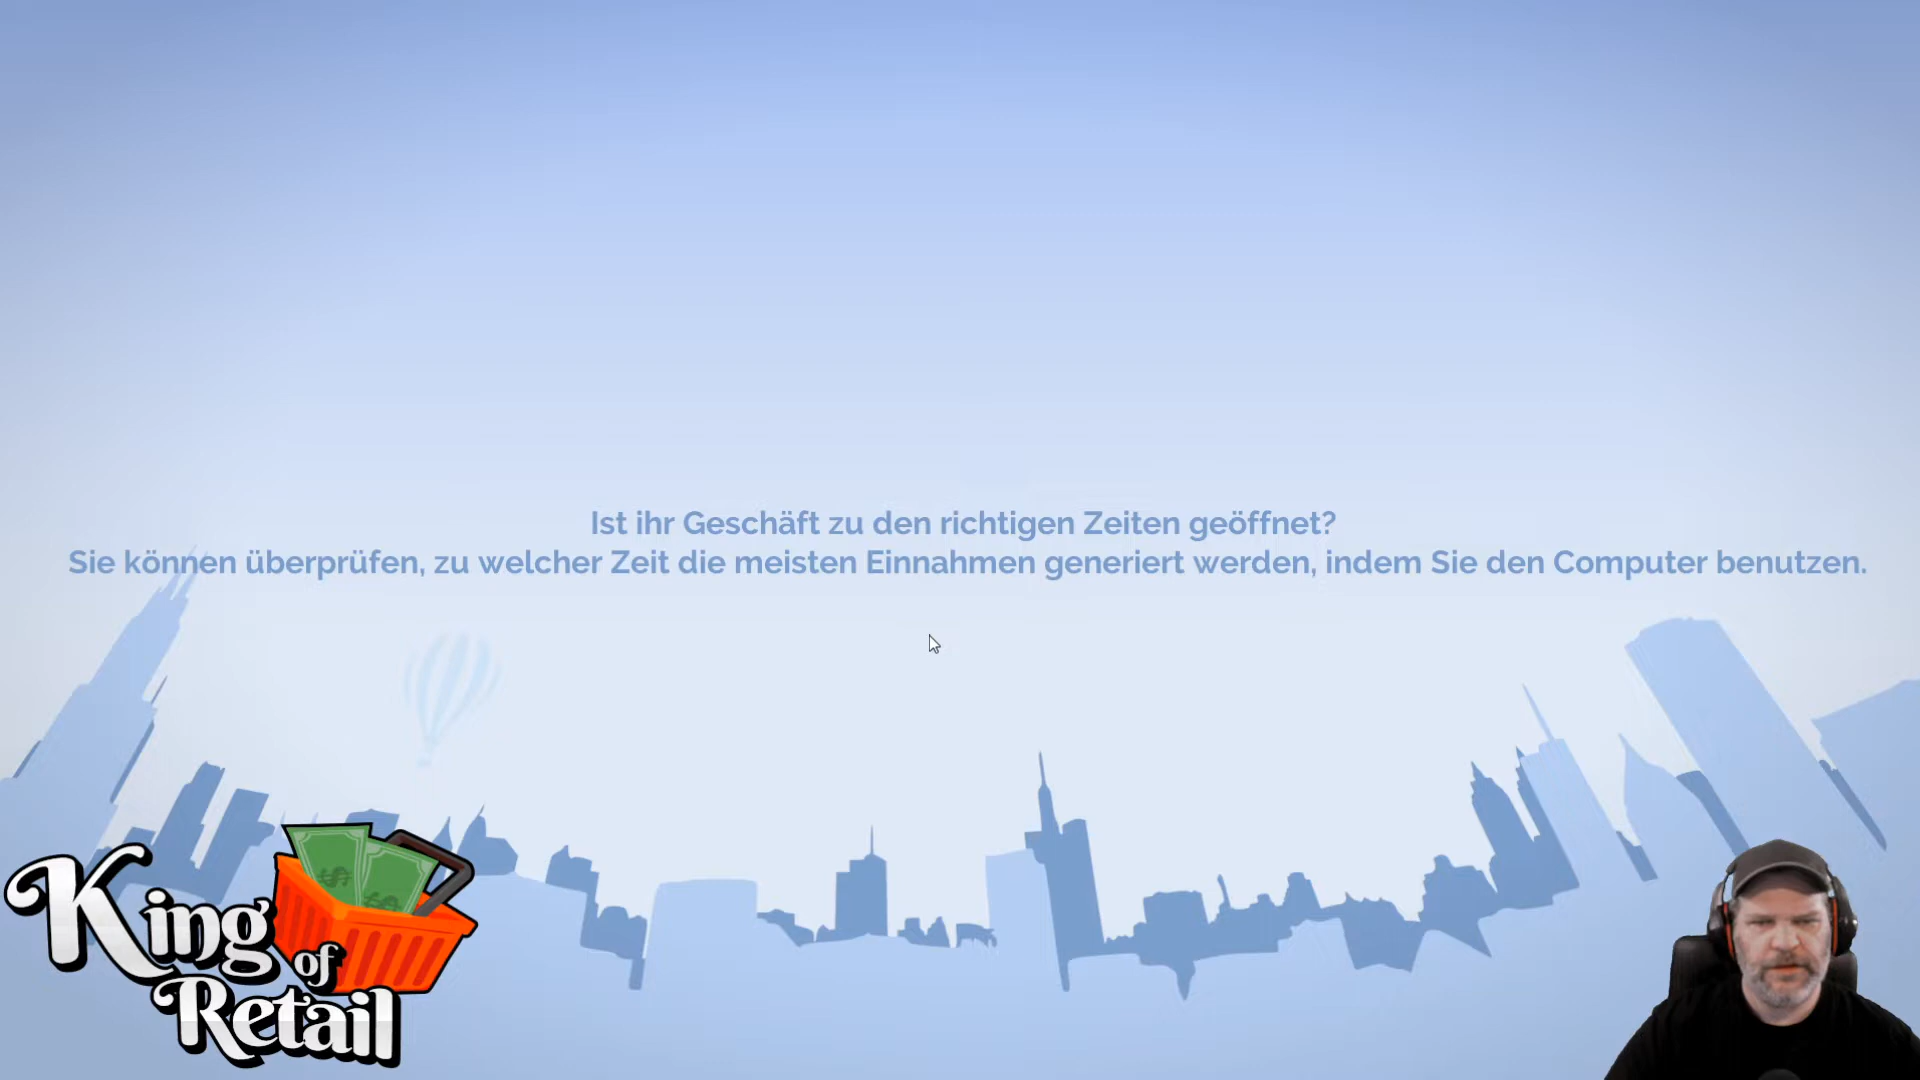 Ist ihr Geschäft zu den richtigen Zeiten geöffnet?
Sie können überprüfen, zu welcher Zeit die meisten Einnahmen generiert werden, indem Sie den Computer benutzen.
King
of
Retail